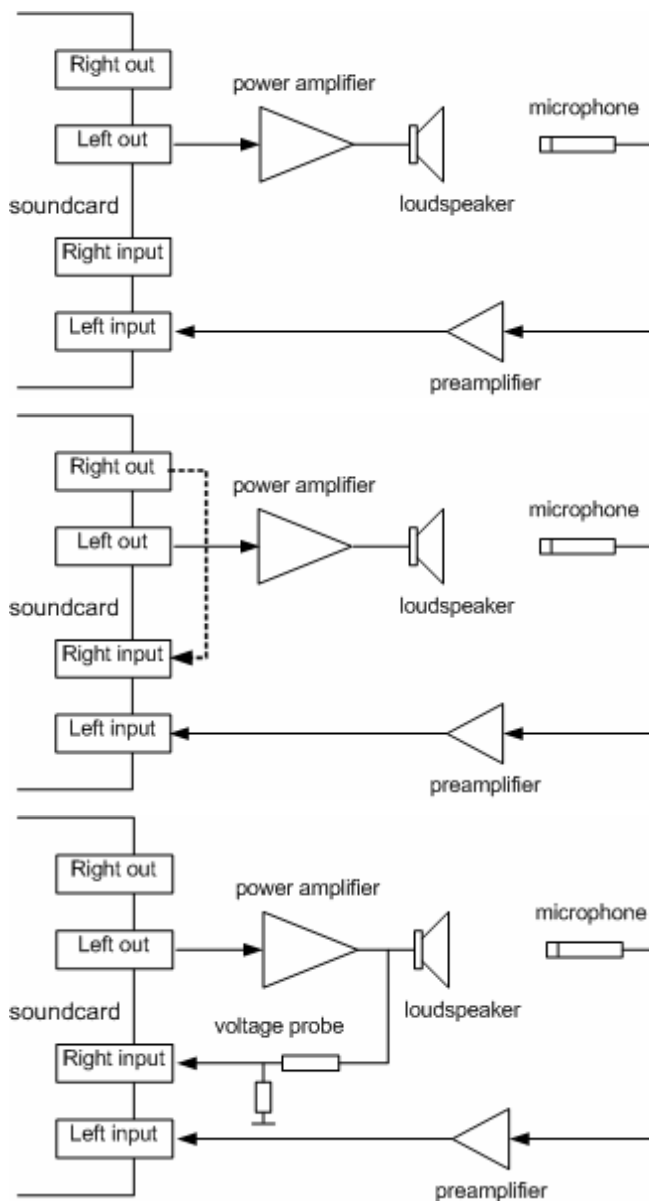 Right out
power amplifier
microphone
Left out
soundcard
loudspeaker
Right input
Left input
preamplifier
Right out
power amplifier
microphone
Left out
soundcard
loudspeaker
Right input
Left input
preamplifier
Right out
power amplifier
microphone
Left out
soundcard
loudspeaker
voltage probe
Right input
Left input
preamplifier